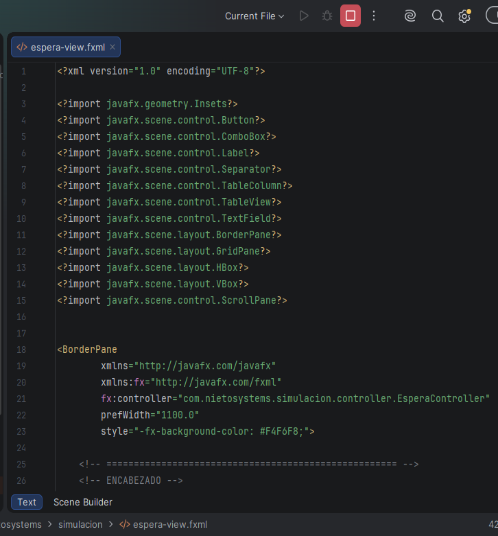 Current File
espera-view.fxml
1 <?xml version="1.0" encoding="UTF-8"?>
2
3 <?import javafx.geometry.Insets?>
4 <?import javafx.scene.control.Button?>
5 <?import javafx.scene.control.ComboBox?>
6 <?import javafx.scene.control.Label?>
7 <?import javafx.scene.control.Separator?>
8 <?import javafx.scene.control.TableColumn?>
9 <?import javafx.scene.control.TableView?>
10 <?import javafx.scene.control.TextField?>
11 <?import javafx.scene.layout.BorderPane?>
12 <?import javafx.scene.layout.GridPane?>
13 <?import javafx.scene.layout.HBox?>
14 <?import javafx.scene.layout.VBox?>
15 <?import javafx.scene.control.ScrollPane?>
16
17
18 <BorderPane
19 xmlns="http://javafx.com/javafx"
20 xmlns:fx="http://javafx.com/fxml"
21 fx:controller="com.nietosystems.simulacion.controller.EsperaController"
22 prefWidth="1100.0"
23 style="-fx-background-color: #F4F6F8;">
24
25 <!-- ===================================================== -->
26 <!-- ENCABEZADO -->
Text Scene Builder
osystems > simulacion > espera-view.fxml 42